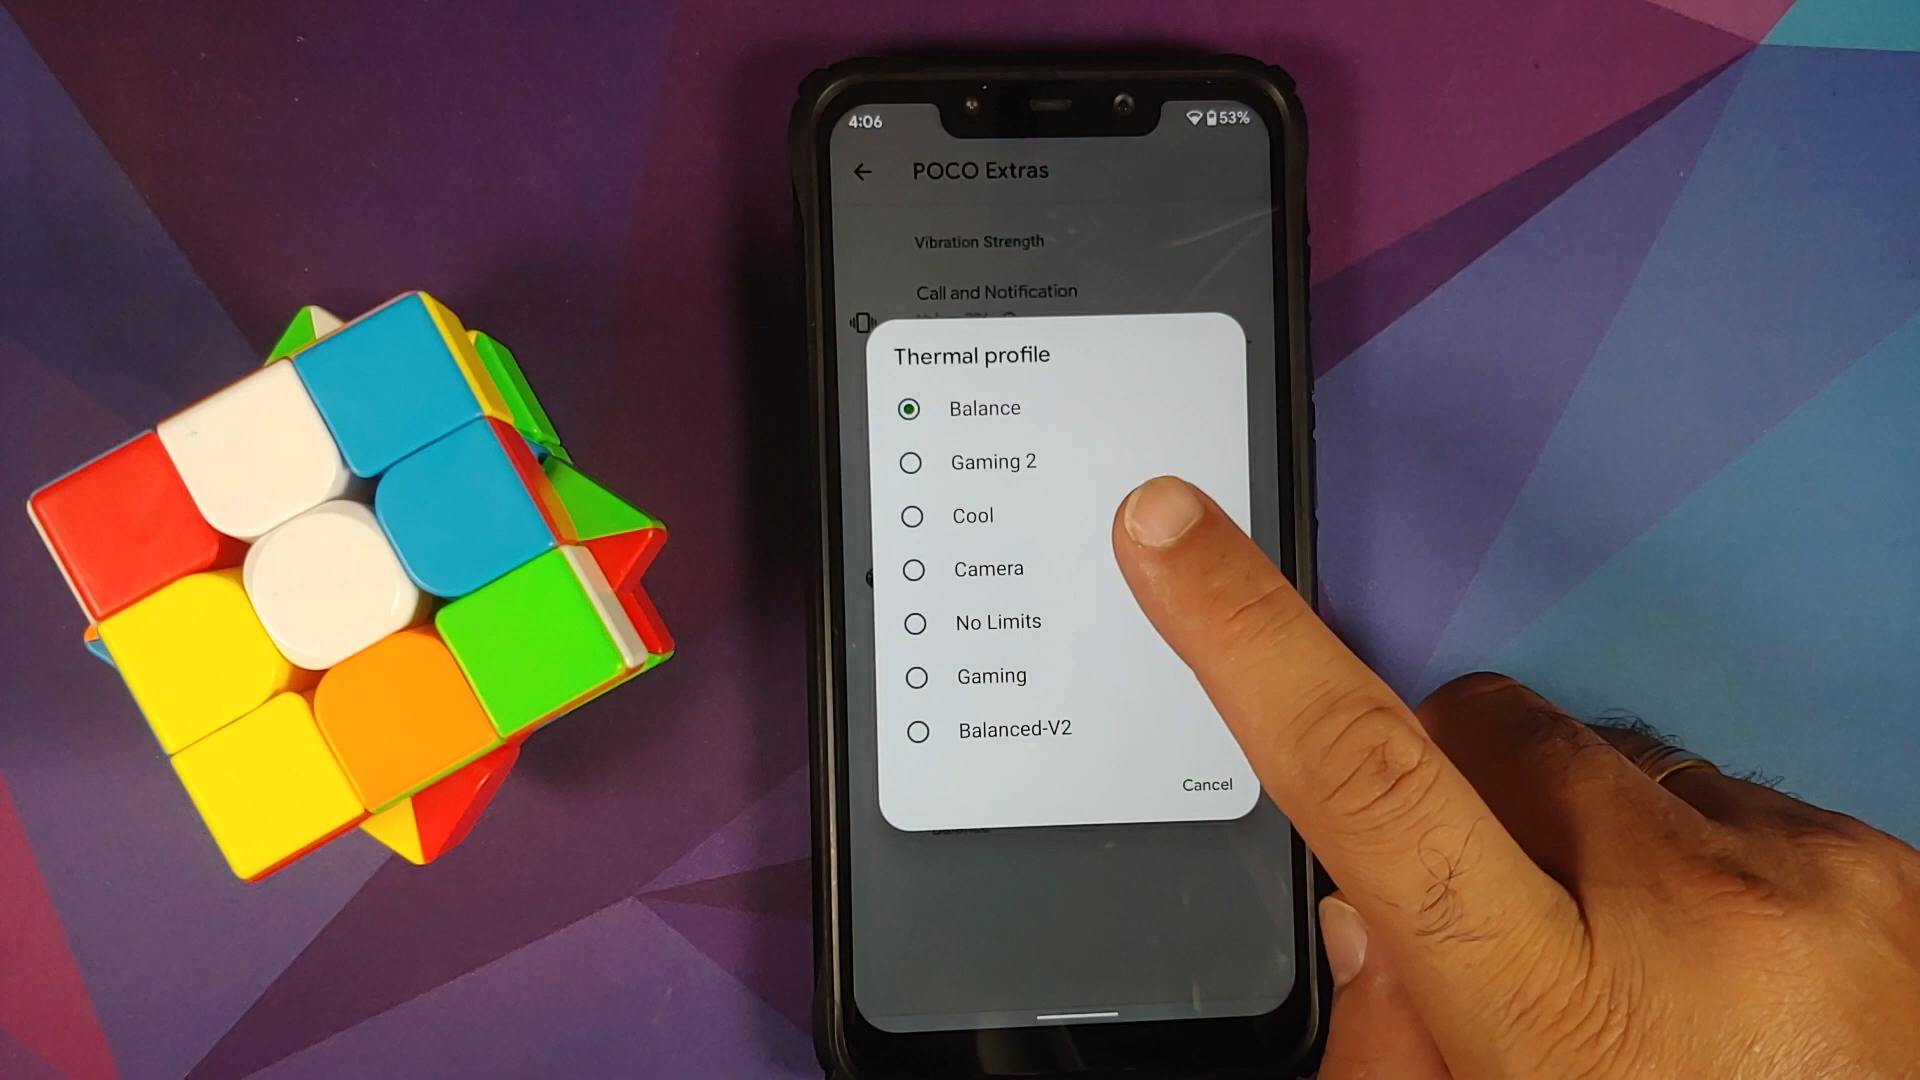 4:06
53%
POCO Extras
Vibration Strength
Call and Notification
Thermal profile
Balance
Gaming 2
Cool
Camera
No Limits
Gaming
Balanced-V2
Cancel